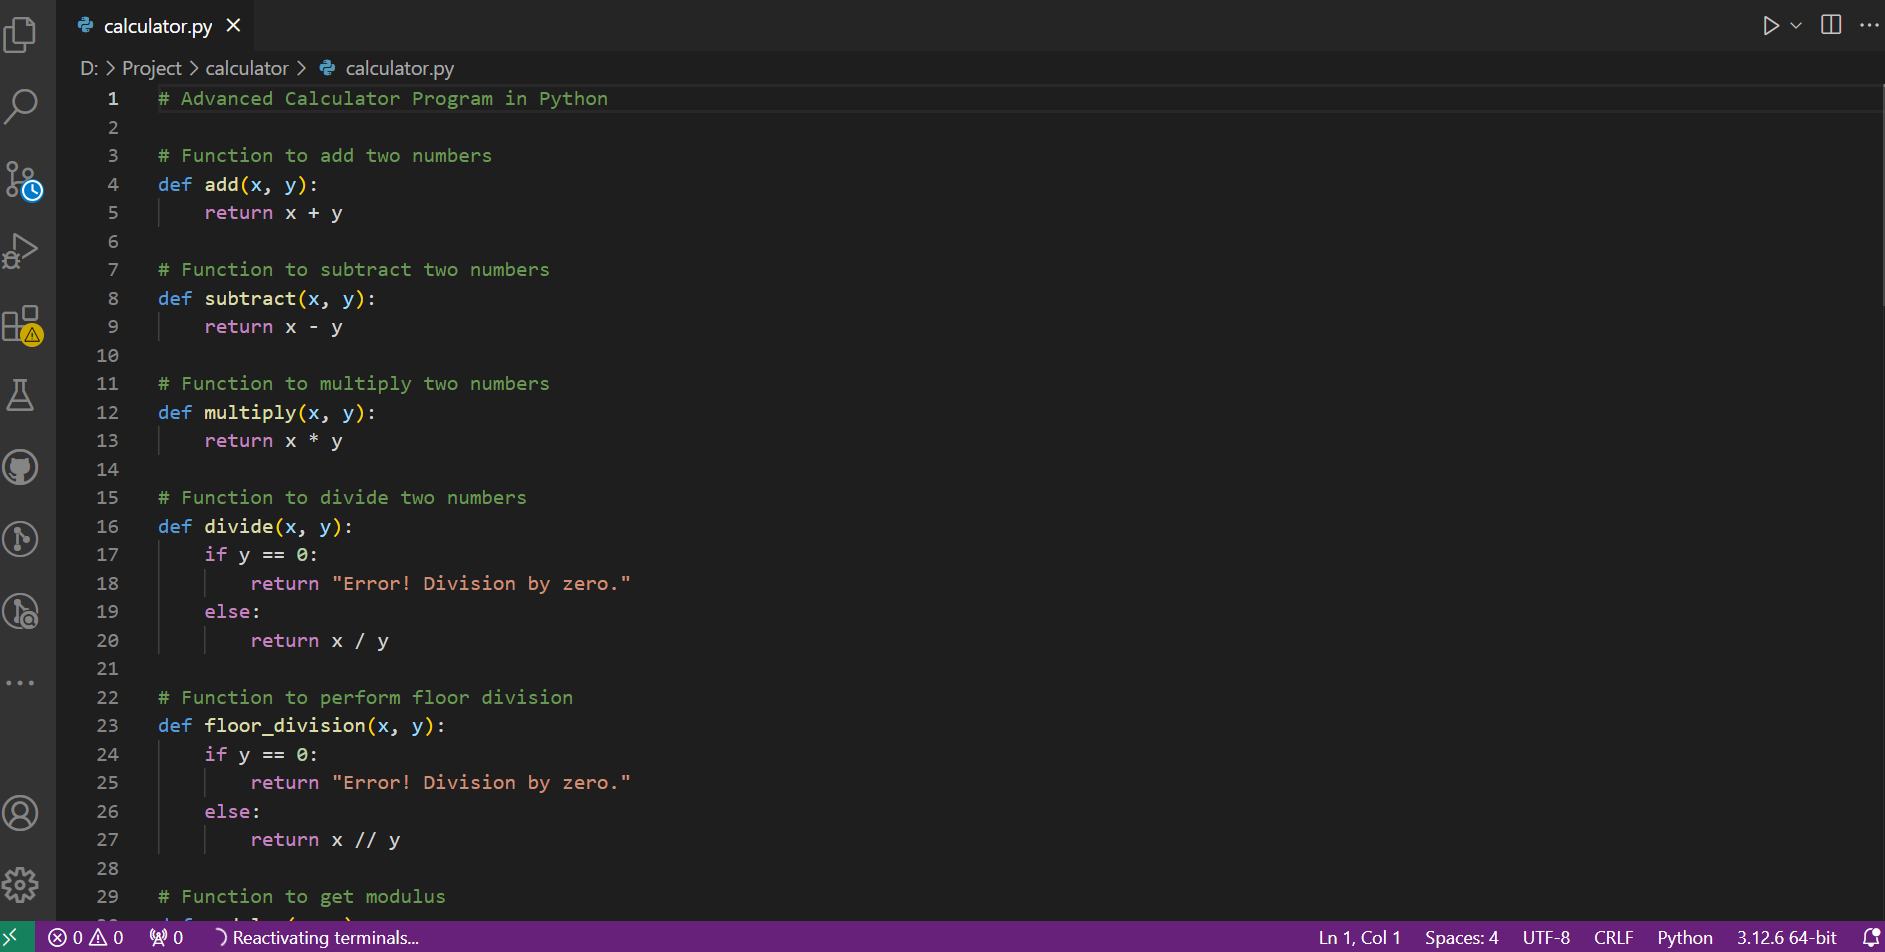 calculator.py
D: > Project > calculator > calculator.py
1 # Advanced Calculator Program in Python
2
3 # Function to add two numbers
4 def add(x, y):
5     return x + y
6
7 # Function to subtract two numbers
8 def subtract(x, y):
9     return x - y
10
11 # Function to multiply two numbers
12 def multiply(x, y):
13     return x * y
14
15 # Function to divide two numbers
16 def divide(x, y):
17     if y == 0:
18         return "Error! Division by zero."
19     else:
20         return x / y
21
22 # Function to perform floor division
23 def floor_division(x, y):
24     if y == 0:
25         return "Error! Division by zero."
26     else:
27         return x // y
28
29 # Function to get modulus
0 0 0 Reactivating terminals... Ln 1, Col 1 Spaces: 4 UTF-8 CRLF Python 3.12.6 64-bit